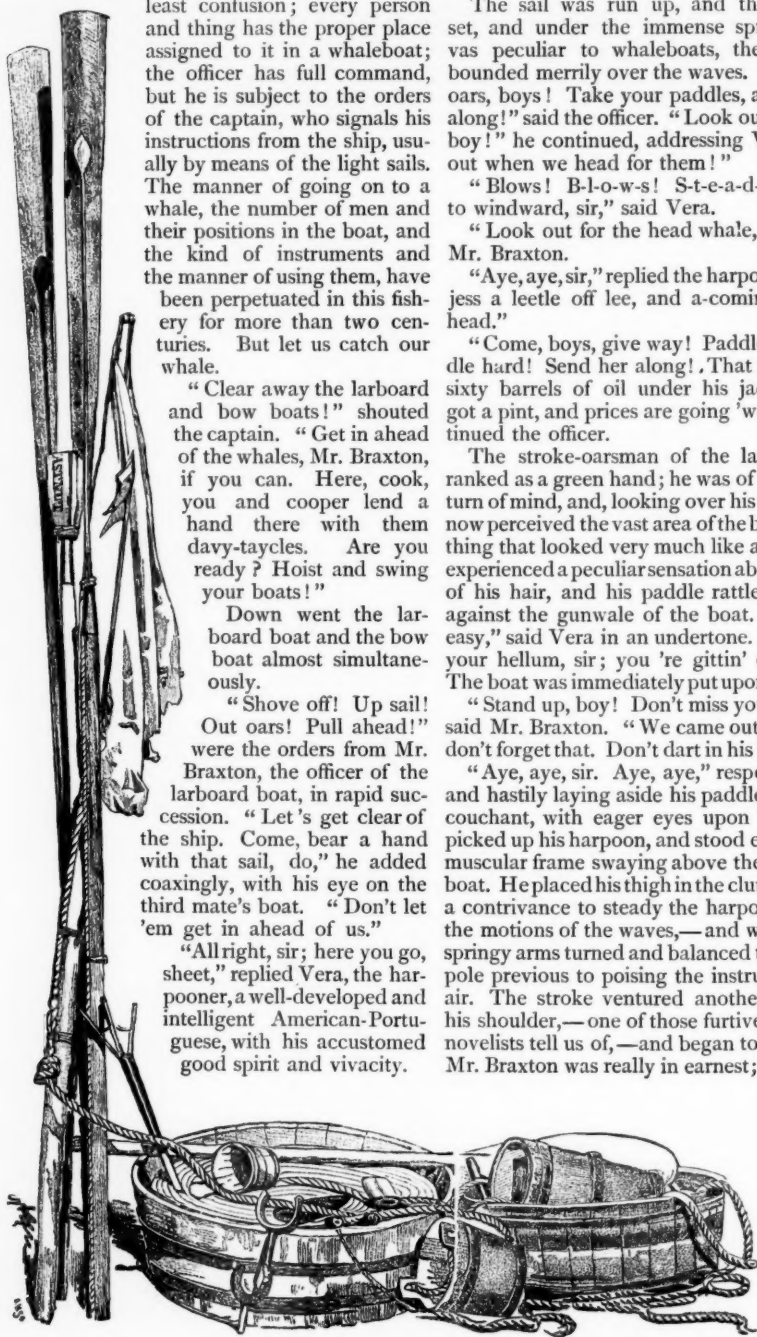 least confusion; every person
and thing has the proper place
assigned to it in a whaleboat;
the officer has full command,
but he is subject to the orders
of the captain, who signals his
instructions from the ship, usu-
ally by means of the light sails.
The manner of going on to a
whale, the number of men and
their positions in the boat, and
the kind of instruments and
the manner of using them, have
been perpetuated in this fish-
ery for more than two cen-
turies. But let us catch our
whale.
“Clear away the larboard
and bow boats!” shouted
the captain. “Get in ahead
of the whales, Mr. Braxton,
if you can. Here, cook,
you and cooper lend a
hand there with them
davy-taycles. Are you
ready? Hoist and swing
your boats!”
Down went the lar-
board boat and the bow
boat almost simultane-
ously.
“Shove off! Up sail!
Out oars! Pull ahead!”
were the orders from Mr.
Braxton, the officer of the
larboard boat, in rapid suc-
cession. “Let's get clear of
the ship. Come, bear a hand
with that sail, do,” he added
coaxingly, with his eye on the
third mate's boat. “Don't let
'em get in ahead of us.”
“All right, sir; here you go,
sheet,” replied Vera, the har-
pooner, a well-developed and
intelligent American-Portu-
guese, with his accustomed
good spirit and vivacity.
The sail was run up, and th
set, and under the immense sp
vas peculiar to whaleboats, the
bounded merrily over the waves.
oars, boys! Take your paddles, a
along!” said the officer. “Look ou
boy!” he continued, addressing V
out when we head for them!”
“Blows! B-l-o-w-s! S-t-e-a-d-
to windward, sir,” said Vera.
“Look out for the head whale,
Mr. Braxton.
“Aye, aye, sir,” replied the harpo
jess a leetle off lee, and a-comin
head.”
“Come, boys, give way! Paddl
dle hard! Send her along! That
sixty barrels of oil under his ja
got a pint, and prices are going 'w
tinued the officer.
The stroke-oarsman of the la
ranked as a green hand; he was of
turn of mind, and, looking over his
now perceived the vast area of the b
thing that looked very much like a
experienced a peculiar sensation ab
of his hair, and his paddle rattle
against the gunwale of the boat.
easy,” said Vera in an undertone.
your hellum, sir; you 're gittin'
The boat was immediately put upon
“Stand up, boy! Don't miss yo
said Mr. Braxton. “We came out
don't forget that. Don't dart in his
“Aye, aye, sir. Aye, aye,” respo
and hastily laying aside his paddle
couchant, with eager eyes upon
picked up his harpoon, and stood e
muscular frame swaying above the
boat. He placed his thigh in the clu
a contrivance to steady the harpo
the motions of the waves,—and w
springy arms turned and balanced t
pole previous to poising the instru
air. The stroke ventured another
his shoulder,—one of those furtive
novelists tell us of,—and began to
Mr. Braxton was really in earnest;